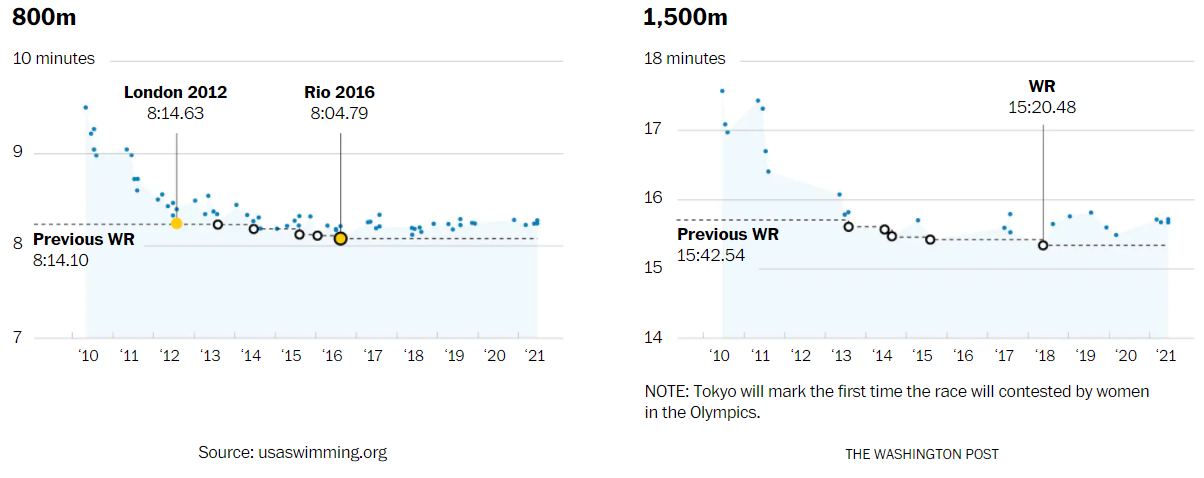 800m
10 minutes
London 2012
8:14.63
Rio 2016
8:04.79
9
Previous WR
8:14.10
8
7
‘10 ‘11 ‘12 ‘13 ‘14 ‘15 ‘16 ‘17 ‘18 ‘19 ‘20 ‘21
Source: usaswimming.org
1,500m
18 minutes
WR
15:20.48
17
16
Previous WR
15:42.54
15
14
‘10 ‘11 ‘12 ‘13 ‘14 ‘15 ‘16 ‘17 ‘18 ‘19 ‘20 ‘21
NOTE: Tokyo will mark the first time the race will contested by women
in the Olympics.
THE WASHINGTON POST